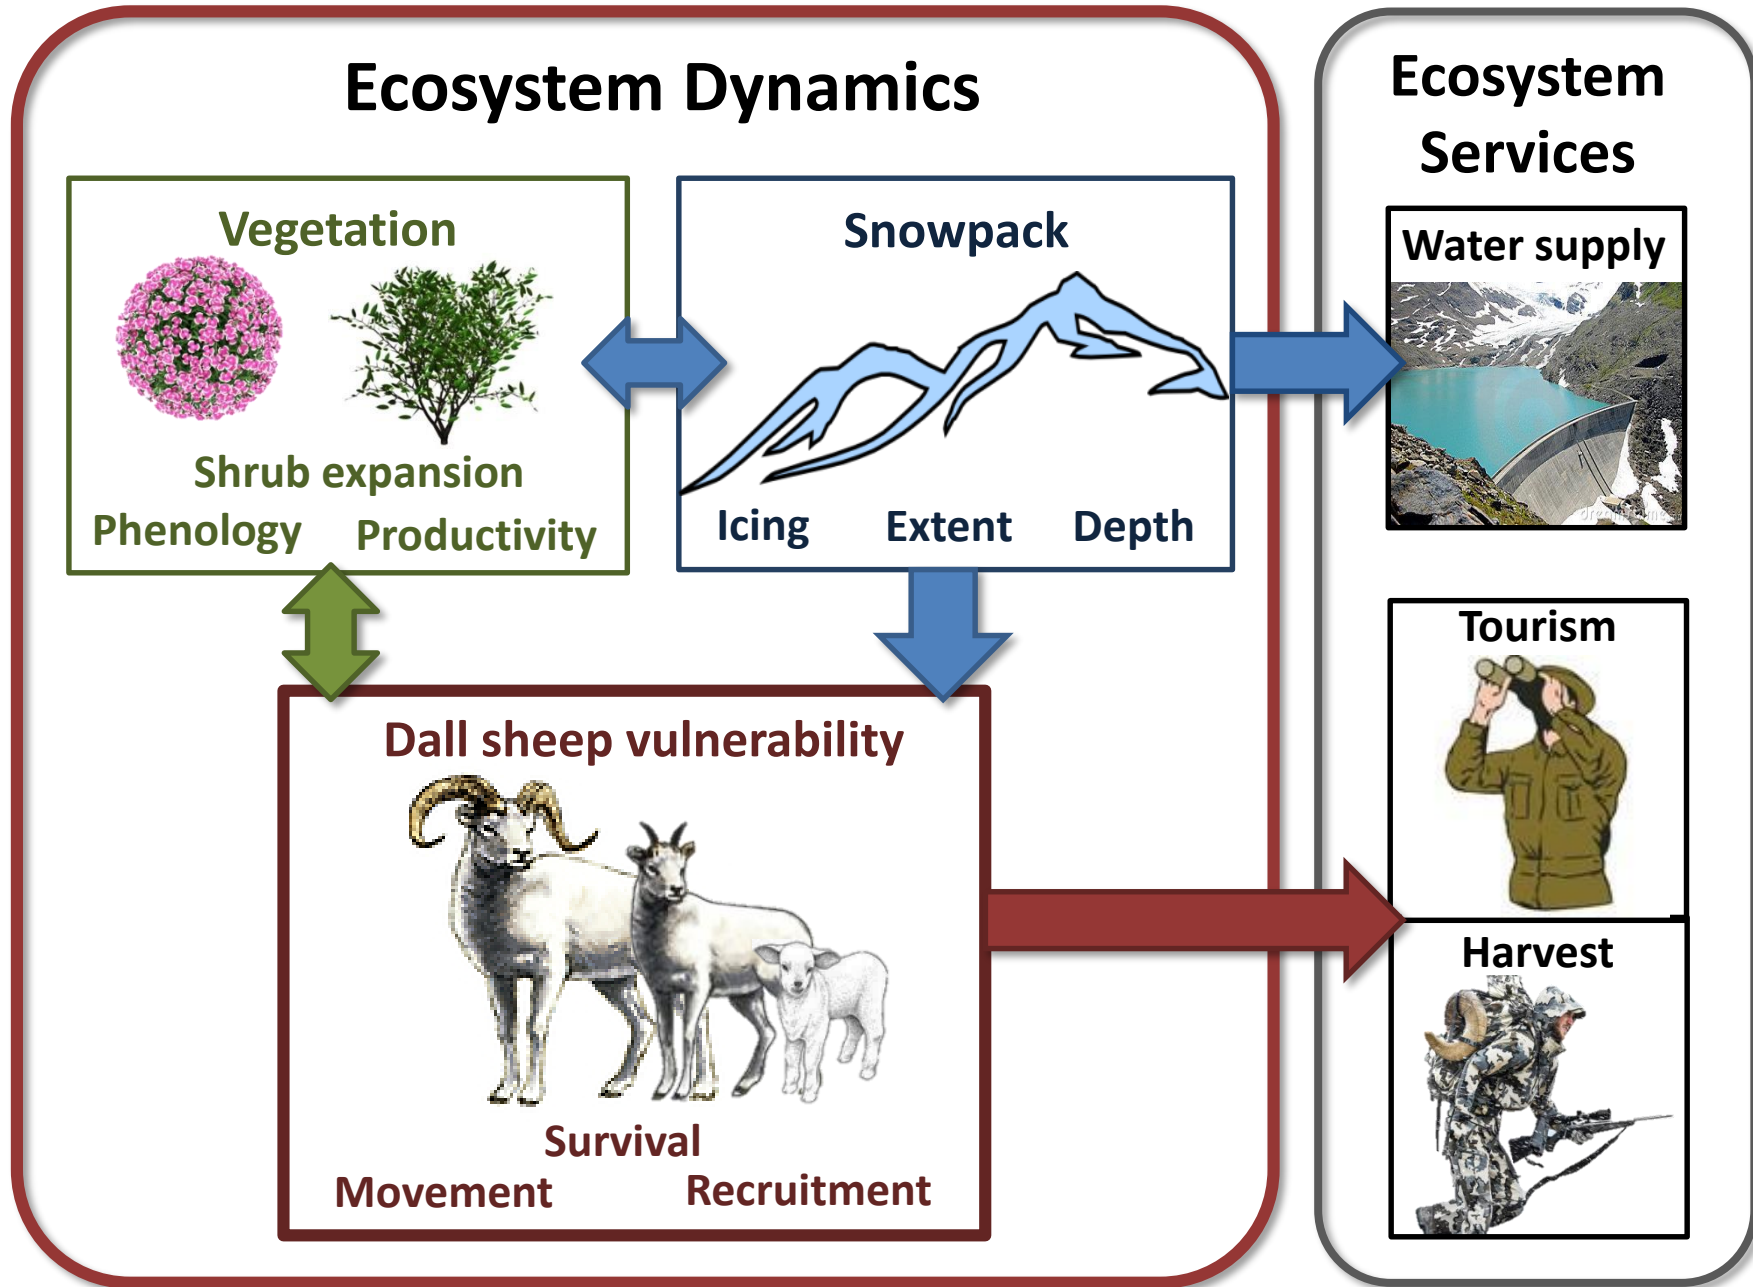 Ecosystem Dynamics
Vegetation
Shrub expansion
Phenology
Productivity
Snowpack
Icing
Extent
Depth
Dall sheep vulnerability
Survival
Movement
Recruitment
Ecosystem
Services
Water supply
Tourism
Harvest